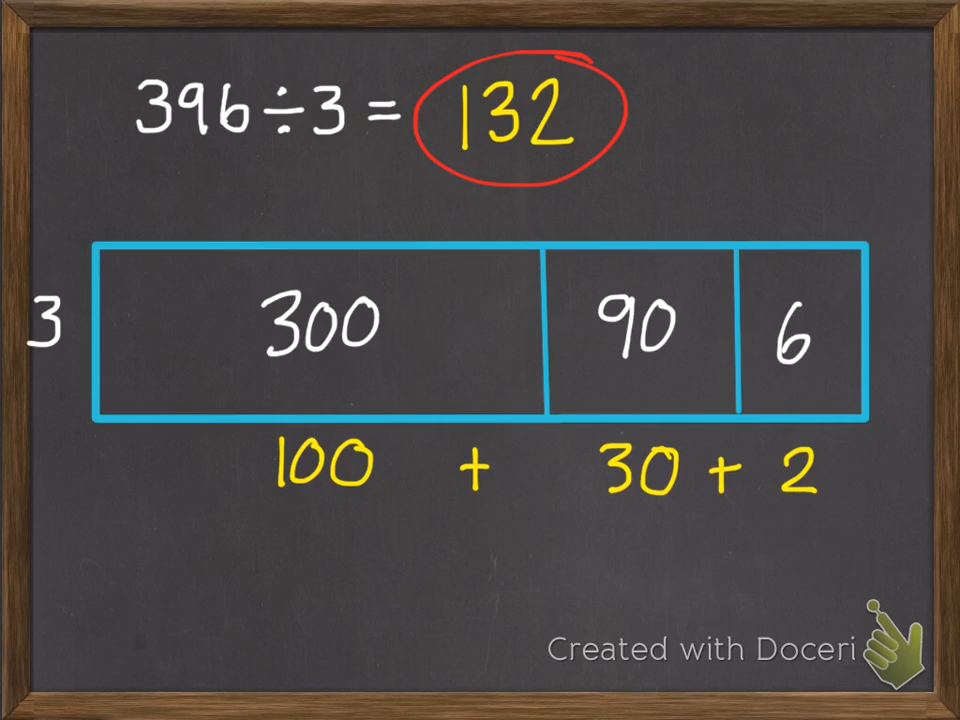 396÷3= 132
3 300 90 6
100 + 30 + 2
Created with Doceri